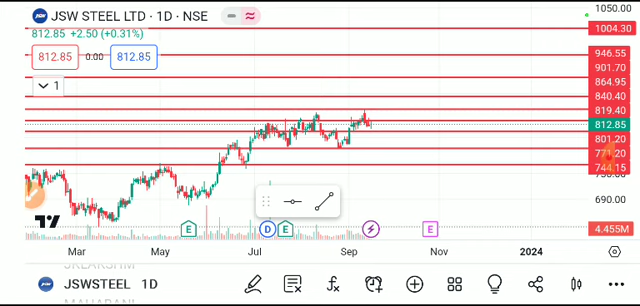 JSW STEEL LTD · 1D · NSE
812.85 +2.50 (+0.31%)
812.85 0.00 812.85
1
1050.00
1004.30
946.55
901.70
864.95
840.40
819.40
812.85
801.20
771.20
744.15
690.00
4.455M
E D E E
Mar May Jul Sep Nov 2024
JKLAKSHMI
JSWSTEEL 1D
MAHABANK